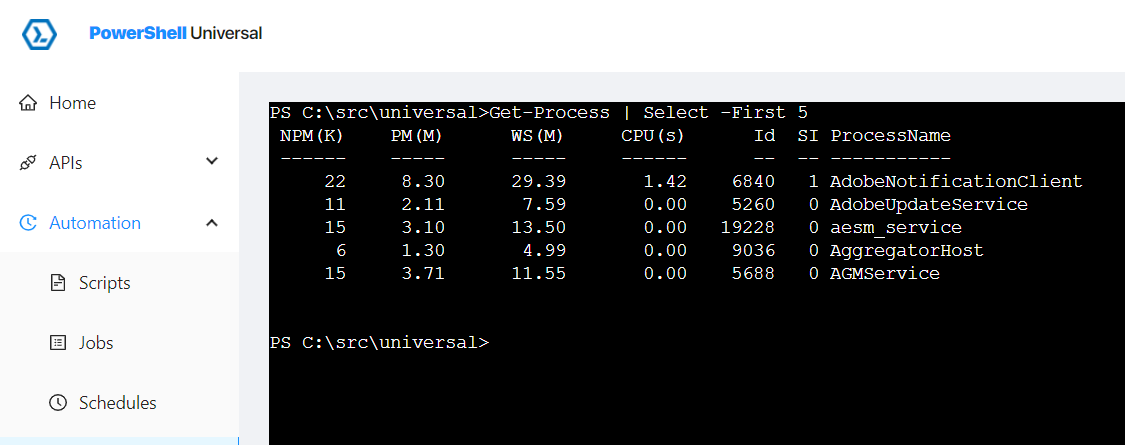 PowerShell Universal
Home
APIs
Automation
Scripts
Jobs
Schedules
PS C:\src\universal>Get-Process | Select -First 5
NPM(K) PM(M) WS(M) CPU(s) Id SI ProcessName
------ ----- ----- ------ -- -- -----------
22 8.30 29.39 1.42 6840 1 AdobeNotificationClient
11 2.11 7.59 0.00 5260 0 AdobeUpdateService
15 3.10 13.50 0.00 19228 0 aesm_service
6 1.30 4.99 0.00 9036 0 AggregatorHost
15 3.71 11.55 0.00 5688 0 AGMService
PS C:\src\universal>